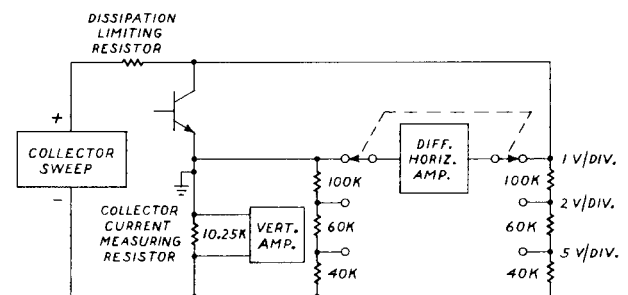 DISSIPATION
LIMITING
RESISTOR
+
COLLECTOR
SWEEP
−
COLLECTOR
CURRENT
MEASURING
RESISTOR
10.25K
VERT.
AMP.
100K
60K
40K
DIFF.
HORIZ.
AMP.
1 V/DIV.
100K
2 V/DIV.
60K
5 V/DIV.
40K